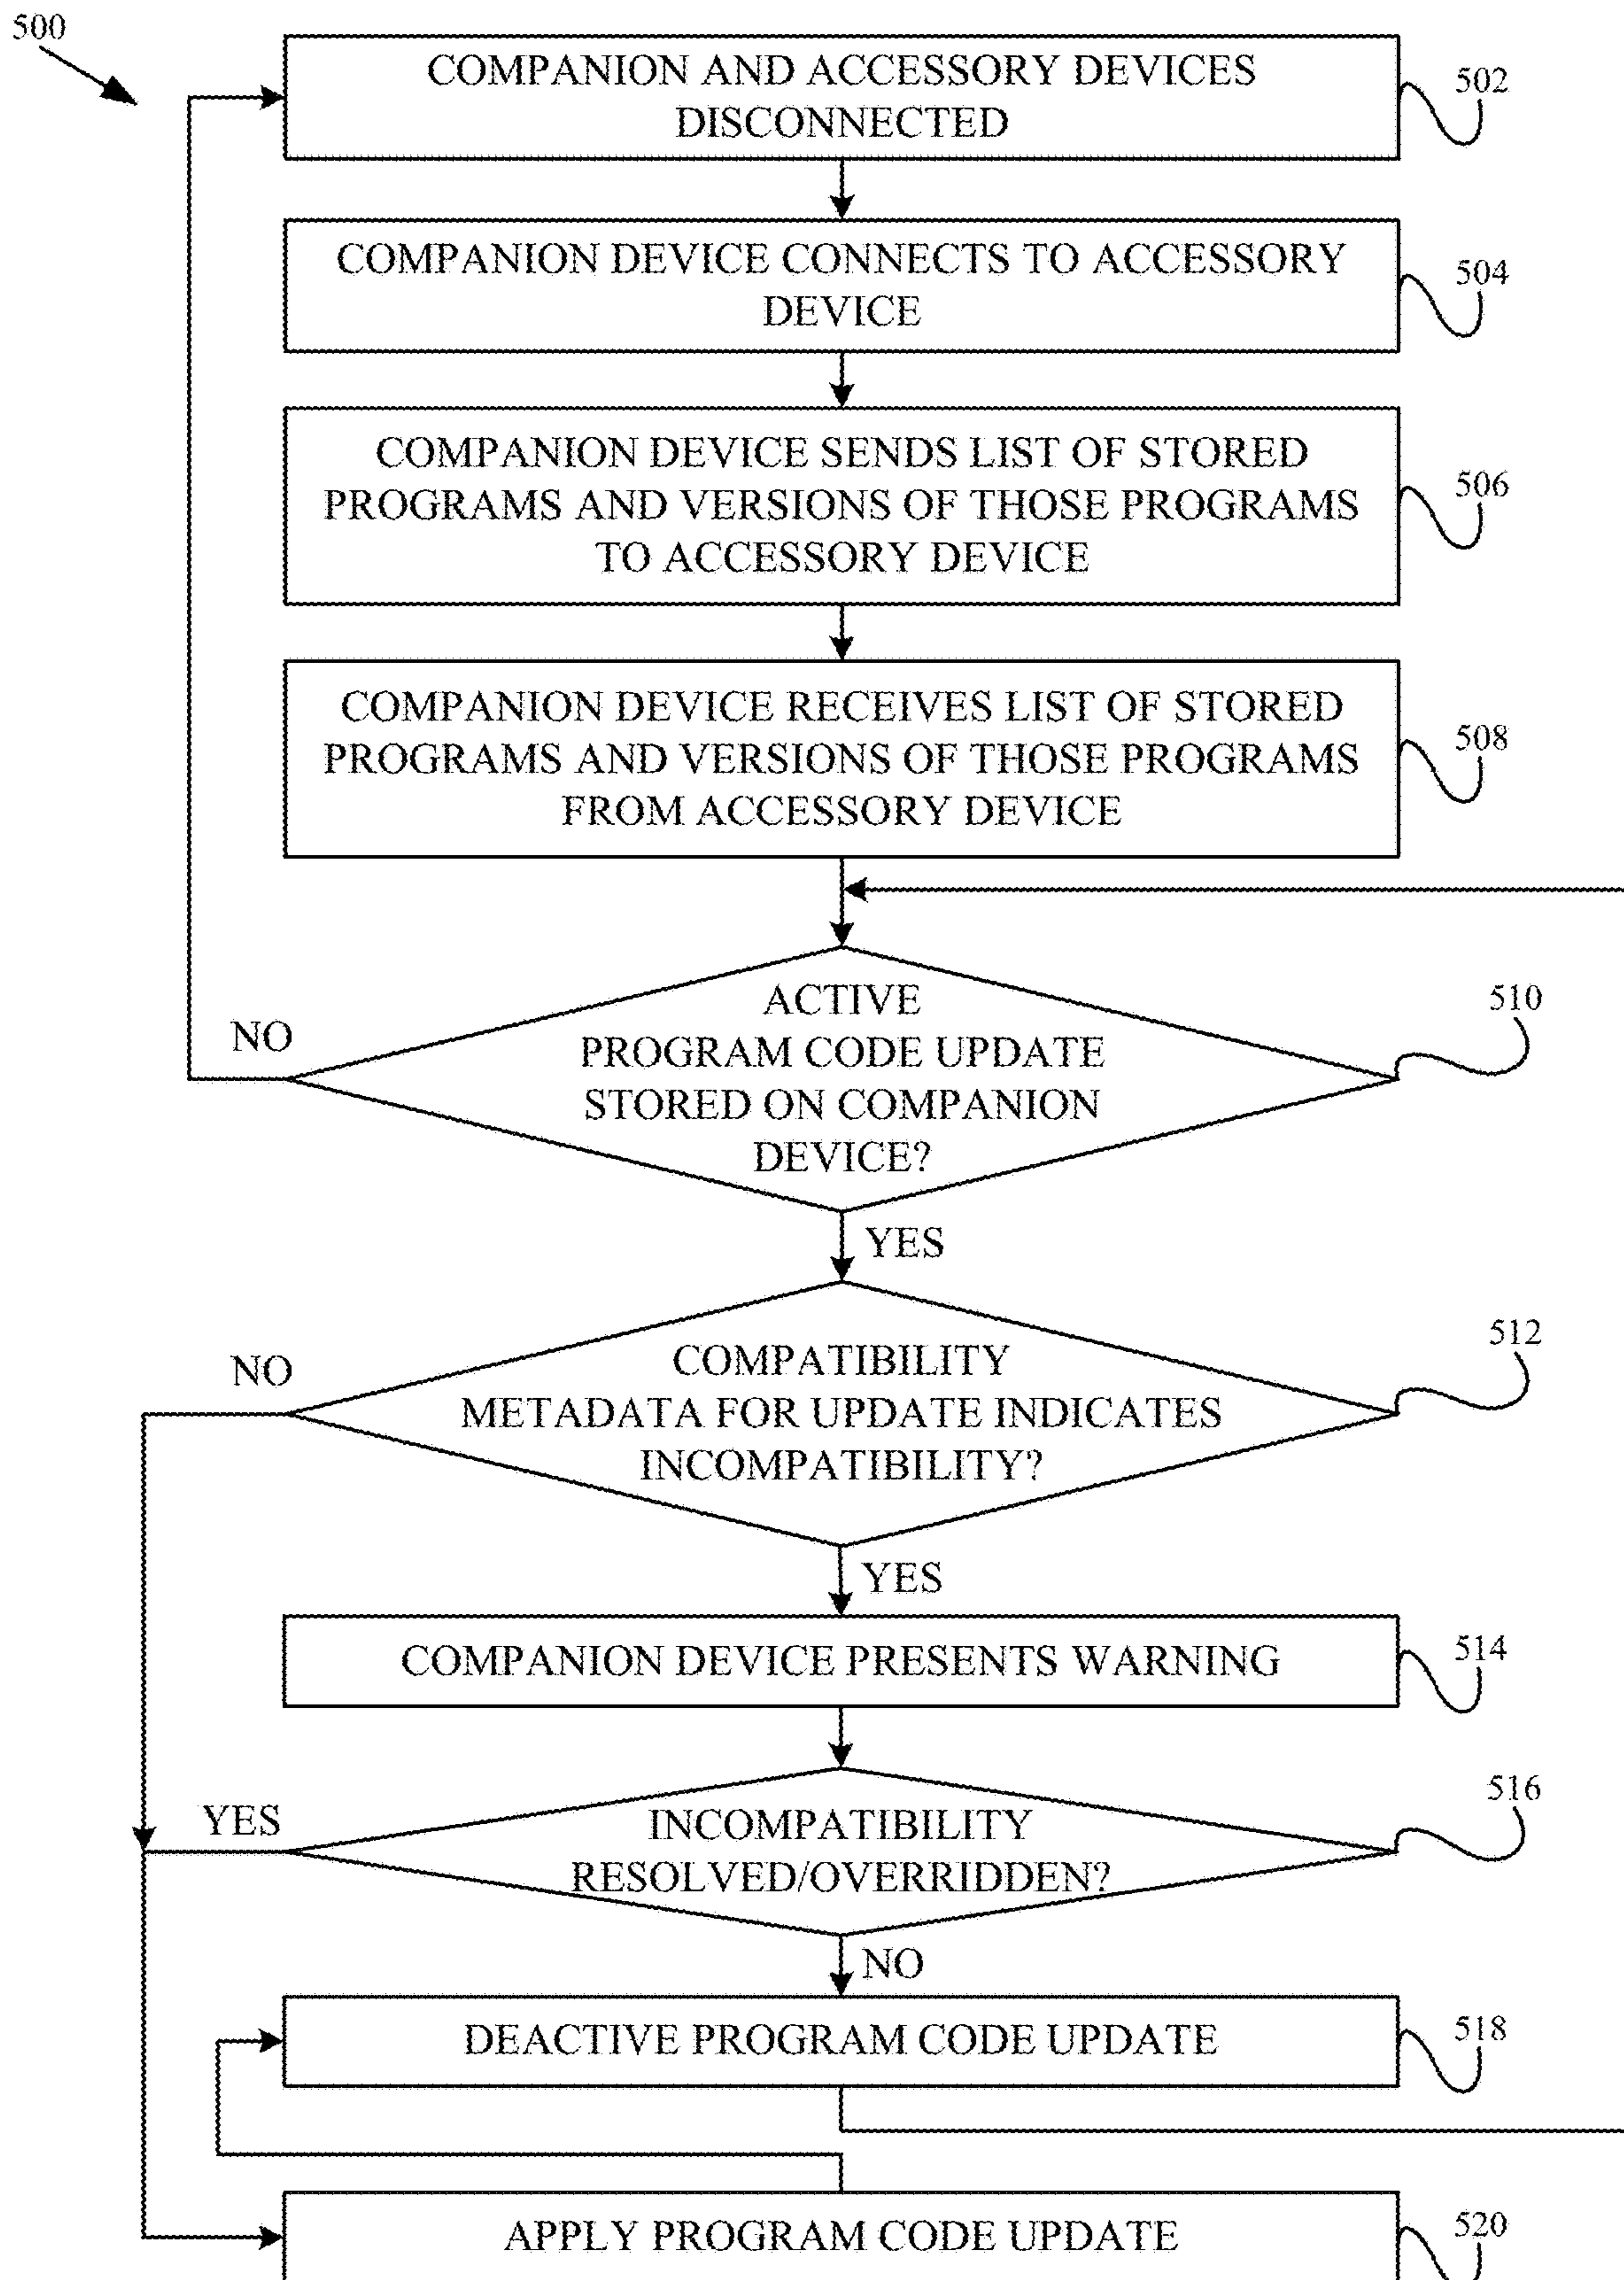 500
COMPANION AND ACCESSORY DEVICES
DISCONNECTED
502
COMPANION DEVICE CONNECTS TO ACCESSORY
DEVICE
504
COMPANION DEVICE SENDS LIST OF STORED
PROGRAMS AND VERSIONS OF THOSE PROGRAMS
TO ACCESSORY DEVICE
506
COMPANION DEVICE RECEIVES LIST OF STORED
PROGRAMS AND VERSIONS OF THOSE PROGRAMS
FROM ACCESSORY DEVICE
508
ACTIVE
PROGRAM CODE UPDATE
STORED ON COMPANION
DEVICE?
510
NO
YES
COMPATIBILITY
METADATA FOR UPDATE INDICATES
INCOMPATIBILITY?
512
NO
YES
COMPANION DEVICE PRESENTS WARNING
514
INCOMPATIBILITY
RESOLVED/OVERRIDDEN?
516
YES
NO
DEACTIVE PROGRAM CODE UPDATE
518
APPLY PROGRAM CODE UPDATE
520